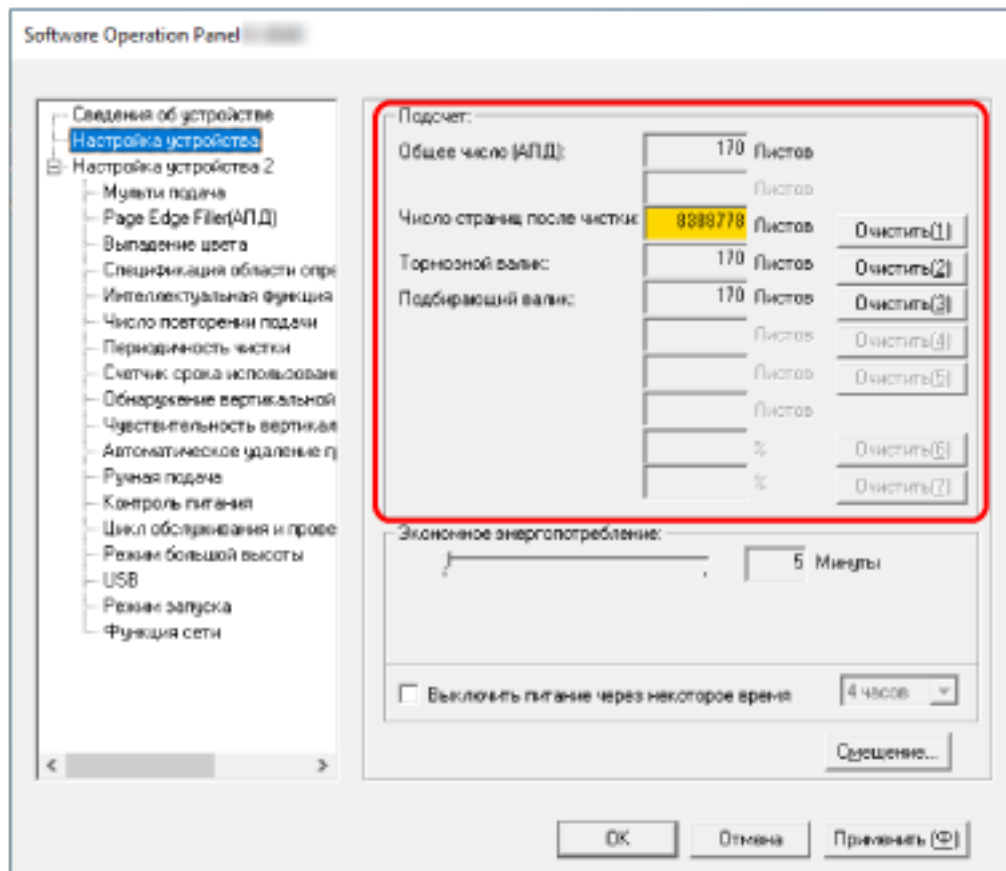 Software Operation Panel
Сведения об устройстве
Настройка устройства
Настройка устройства 2
Мульти подача
Page Edge Filler(АПД)
Выпадение цвета
Спецификация области опре
Интеллектуальная функция
Число повторении подачи
Периодичность чистки
Счетчик срока использован
Обнаружение вертикальной
Чувствительность вертикал
Автоматическое удаление п
Ручная подача
Контроль питания
Цикл обслуживания и прове
Режим большой высоты
USB
Режим запуска
Функция сети
Подсчет:
Общее число (АПД): 170 Листов
Листов
Число страниц после чистки: 8388778 Листов Очистить(1)
Тормозной валик: 170 Листов Очистить(2)
Подбирающий валик: 170 Листов Очистить(3)
Листов Очистить(4)
Листов Очистить(5)
Листов
% Очистить(6)
% Очистить(7)
Экономное энергопотребление:
5 Минуты
Выключить питание через некоторое время 4 часов
Смещение...
OK Отмена Применить (Ф)